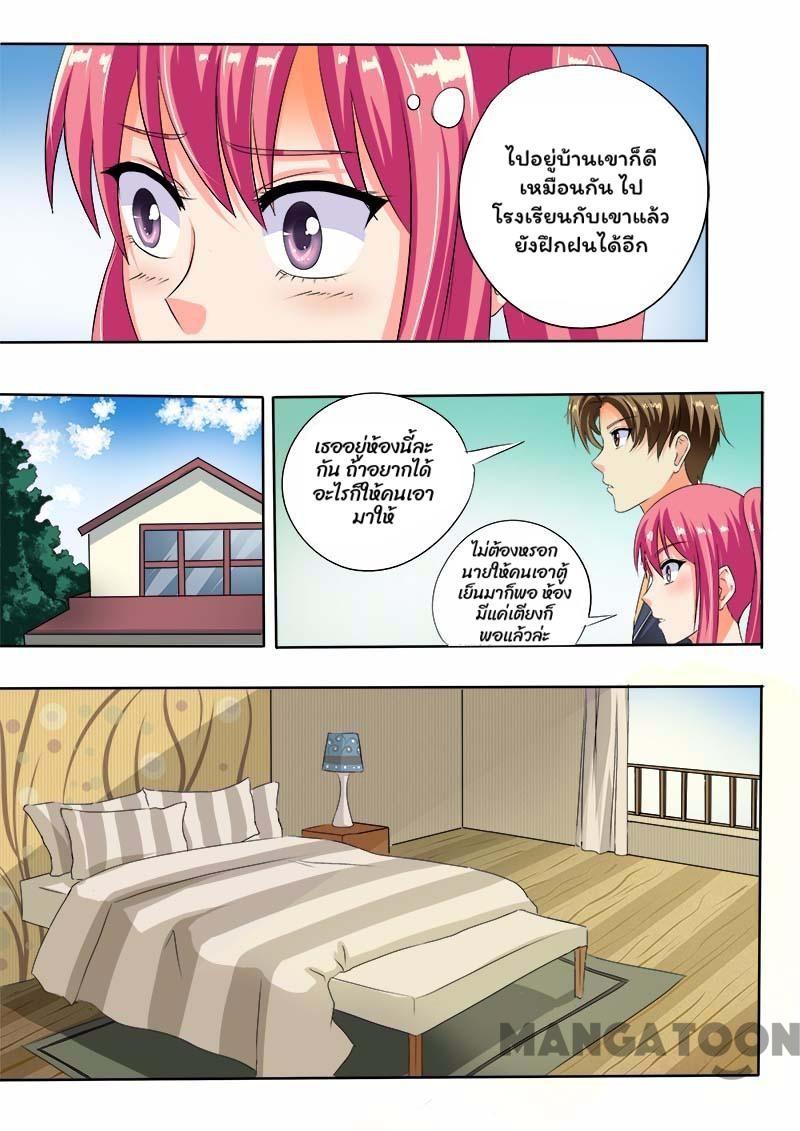 ไปอยู่บ้านเขาก็ดี
เหมือนกัน ไป
โรงเรียนกับเขาแล้ว
ยังฝึกฝนได้อีก
เธออยู่ห้องนี้ละ
กัน ถ้าอยากได้
อะไรก็ให้คนเอา
มาให้
ไม่ต้องหรอก
นายให้คนเอาตู้
เย็นมาก็พอ ห้อง
มีแค่เตียงก็
พอแล้วล่ะ
MANGATOON